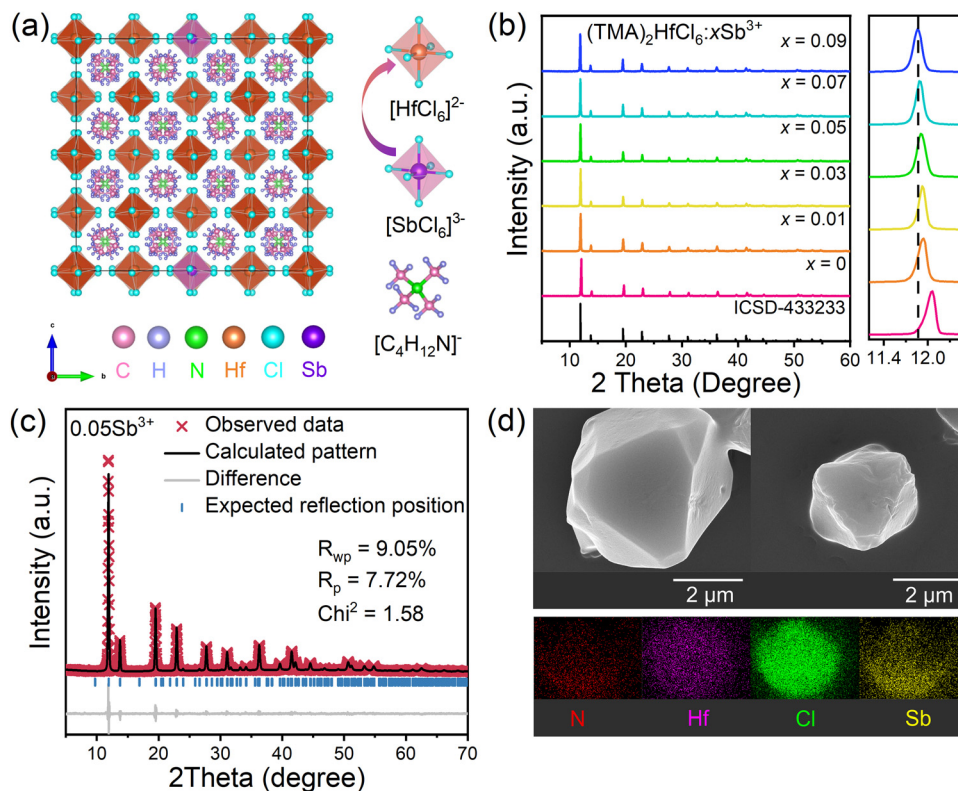 (a)
[HfCl6]2-
[SbCl6]3-
[C4H12N]-
c
b
C H N Hf Cl Sb
(b)
(TMA)2HfCl6:xSb3+
x = 0.09
x = 0.07
x = 0.05
x = 0.03
x = 0.01
x = 0
ICSD-433233
Intensity (a.u.)
0 10 20 30 40 50 60
2 Theta (Degree)
11.4 12.0
(c)
0.05Sb3+
Observed data
Calculated pattern
Difference
Expected reflection position
Rwp = 9.05%
Rp = 7.72%
Chi2 = 1.58
Intensity (a.u.)
10 20 30 40 50 60 70
2Theta (degree)
(d)
2 μm
2 μm
N Hf Cl Sb